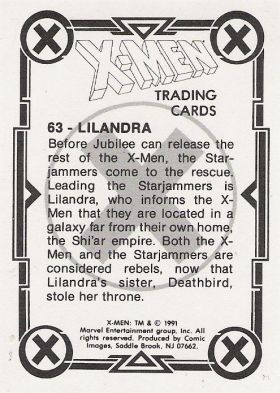 X-MEN
TRADING
CARDS
63 - LILANDRA
Before Jubilee can release the
rest of the X-Men, the Star-
jammers come to the rescue.
Leading the Starjammers is
Lilandra, who informs the X-
Men that they are located in a
galaxy far from their own home,
the Shi'ar empire. Both the X-
Men and the Starjammers are
considered rebels, now that
Lilandra's sister, Deathbird,
stole her throne.
X-MEN: TM & © 1991
Marvel Entertainment group, Inc. All
rights reserved. Produced by Comic
Images, Saddle Brook, NJ 07662.